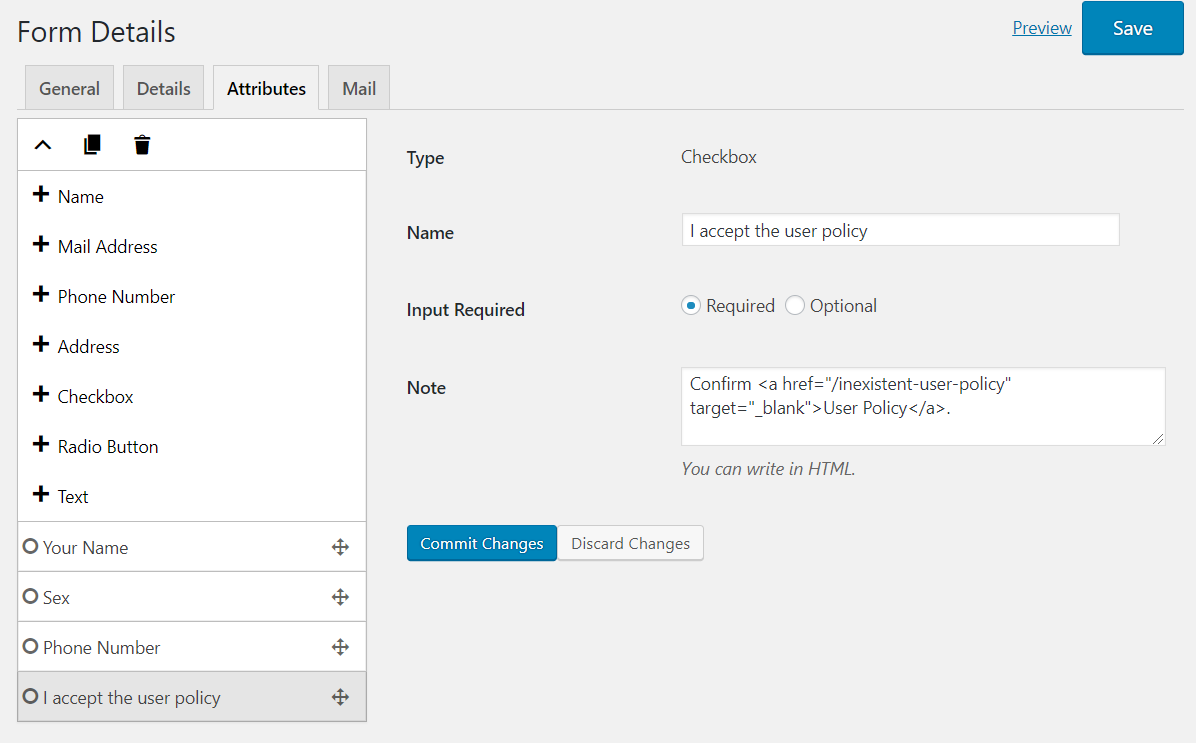 Form Details
Preview
Save
General
Details
Attributes
Mail
Name
Mail Address
Phone Number
Address
Checkbox
Radio Button
Text
Your Name
Sex
Phone Number
I accept the user policy
Type
Checkbox
Name
I accept the user policy
Input Required
Required
Optional
Note
Confirm <a href="/inexistent-user-policy"
target="_blank">User Policy</a>.
You can write in HTML.
Commit Changes
Discard Changes